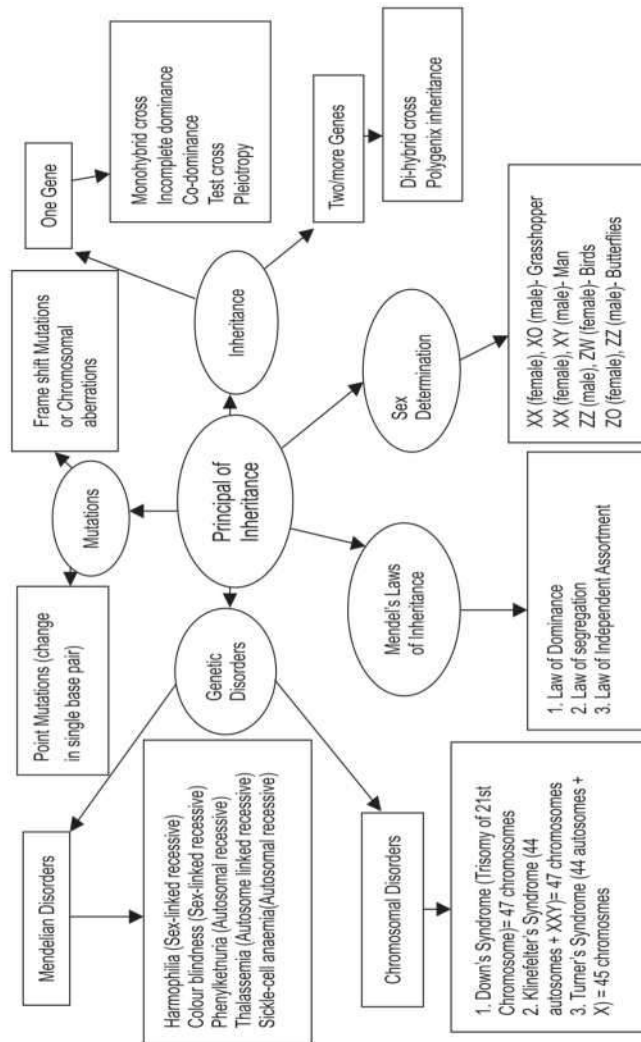 Principal of
Inheritance
Mutations
Point Mutations (change
in single base pair)
Frame shift Mutations
or Chromosomal
aberrations
Inheritance
One Gene
Monohybrid cross
Incomplete dominance
Co-dominance
Test cross
Pleiotropy
Two/more Genes
Di-hybrid cross
Polygenix inheritance
Sex
Determination
XX (female), XO (male)- Grasshopper
XX (female), XY (male)- Man
ZZ (male), ZW (female)- Birds
ZO (female), ZZ (male)- Butterflies
Mendel's Laws
of Inheritance
1. Law of Dominance
2. Law of segregation
3. Law of Independent Assortment
Genetic
Disorders
Mendelian Disorders
Harmophilia (Sex-linked recessive)
Colour blindness (Sex-linked recessive)
Phenylketnuria (Autosomal recessive)
Thalassemia (Autosome linked recessive)
Sickle-cell anaemia(Autosomal recessive)
Chromosomal Disorders
1. Down's Syndrome (Trisomy of 21st
Chromosome)= 47 chromosomes
2. Klinefelter's Syndrome (44
autosomes + XXY)= 47 chromosomes
3. Turner's Syndrome (44 autosomes +
X) = 45 chromosmes